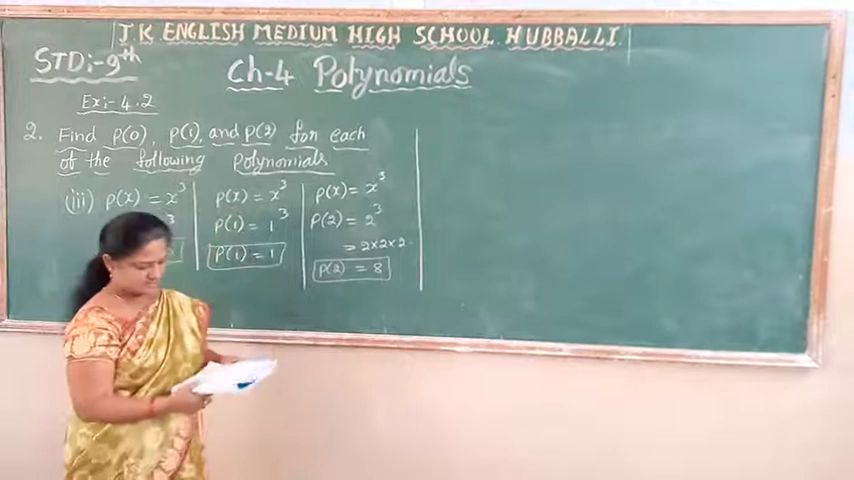 J K ENGLISH MEDIUM HIGH SCHOOL HUBBALLI
STD:- 9th
Ch-4 Polynomials
Ex:- 4.2
2. Find p(0), p(1), and p(2) for each
of the following polynomials.
(iii) p(x) = x³
3
p(x) = x³
p(1) = 1³
p(1) = 1
p(x) = x³
p(2) = 2³
= 2×2×2
p(2) = 8